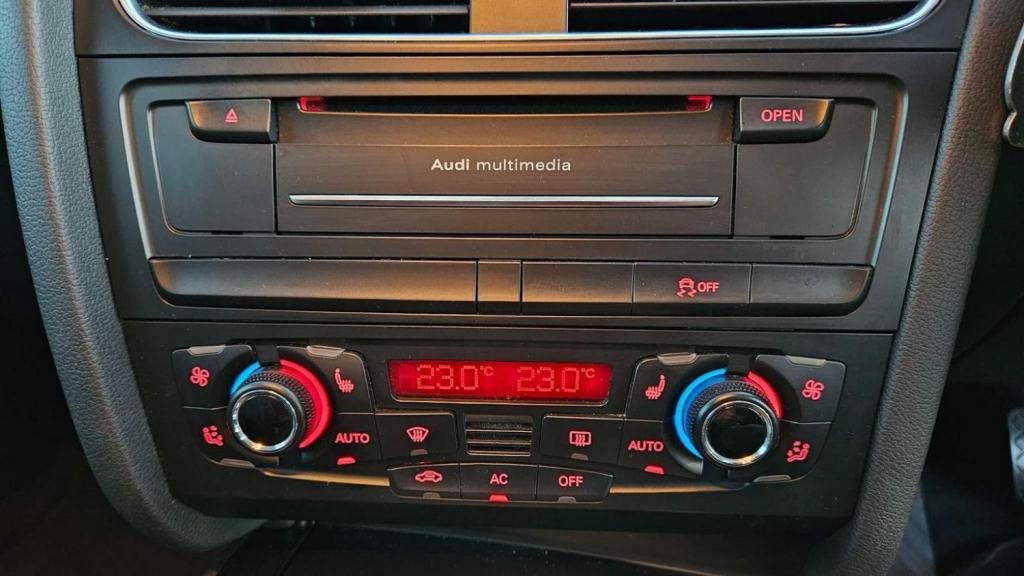 OPEN
Audi multimedia
OFF
23.0°C 23.0°C
AUTO
AUTO
AC
OFF